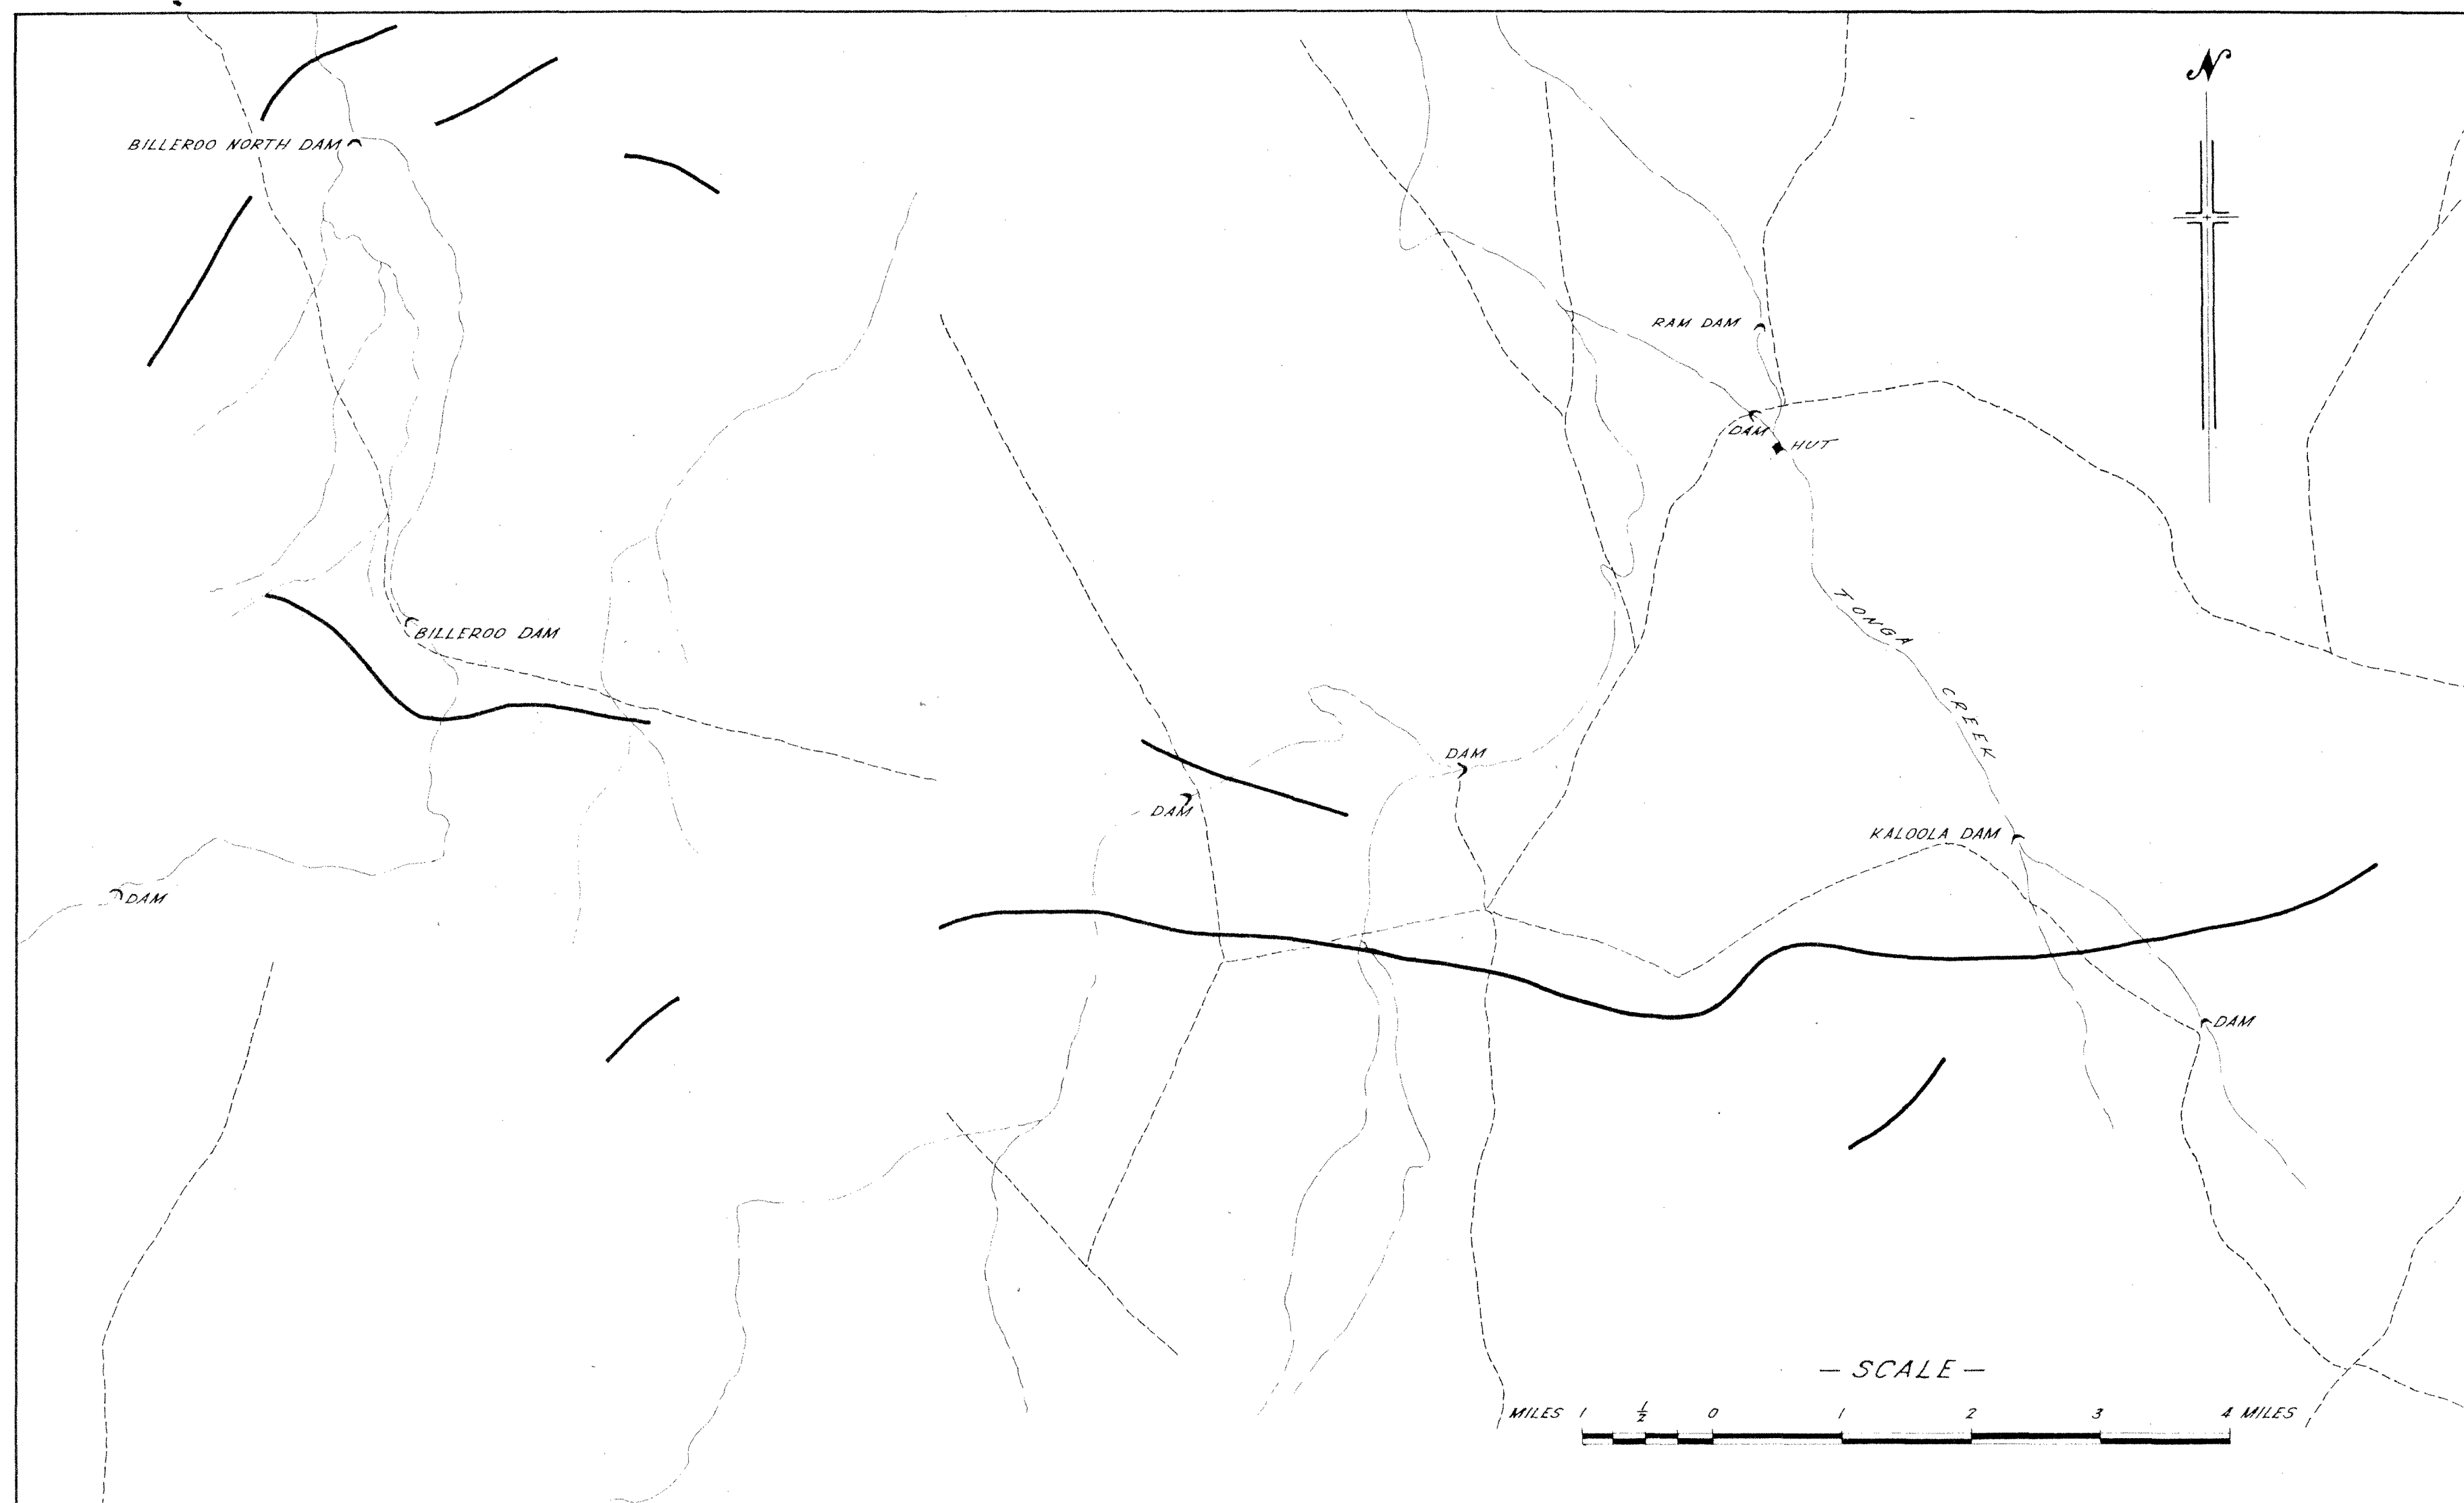 N
BILLEROO NORTH DAM
RAM DAM
DAM
HUT
TONGA CREEK
BILLEROO DAM
DAM
DAM
KALOOLA DAM
DAM
DAM
— SCALE —
MILES 1 ½ 0 1 2 3 4 MILES